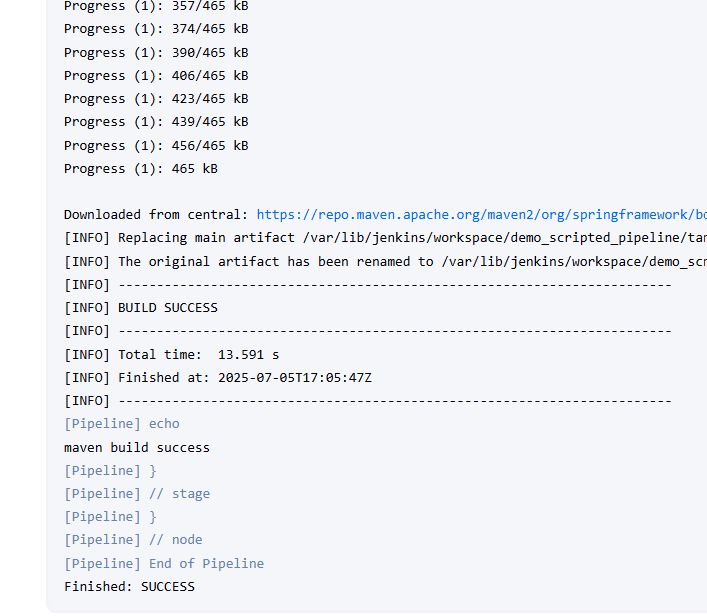 Progress (1): 357/465 kB
Progress (1): 374/465 kB
Progress (1): 390/465 kB
Progress (1): 406/465 kB
Progress (1): 423/465 kB
Progress (1): 439/465 kB
Progress (1): 456/465 kB
Progress (1): 465 kB
Downloaded from central: https://repo.maven.apache.org/maven2/org/springframework/bo
[INFO] Replacing main artifact /var/lib/jenkins/workspace/demo_scripted_pipeline/tar
[INFO] The original artifact has been renamed to /var/lib/jenkins/workspace/demo_scr
[INFO] ------------------------------------------------------------------------
[INFO] BUILD SUCCESS
[INFO] ------------------------------------------------------------------------
[INFO] Total time:  13.591 s
[INFO] Finished at: 2025-07-05T17:05:47Z
[INFO] ------------------------------------------------------------------------
[Pipeline] echo
maven build success
[Pipeline] }
[Pipeline] // stage
[Pipeline] }
[Pipeline] // node
[Pipeline] End of Pipeline
Finished: SUCCESS